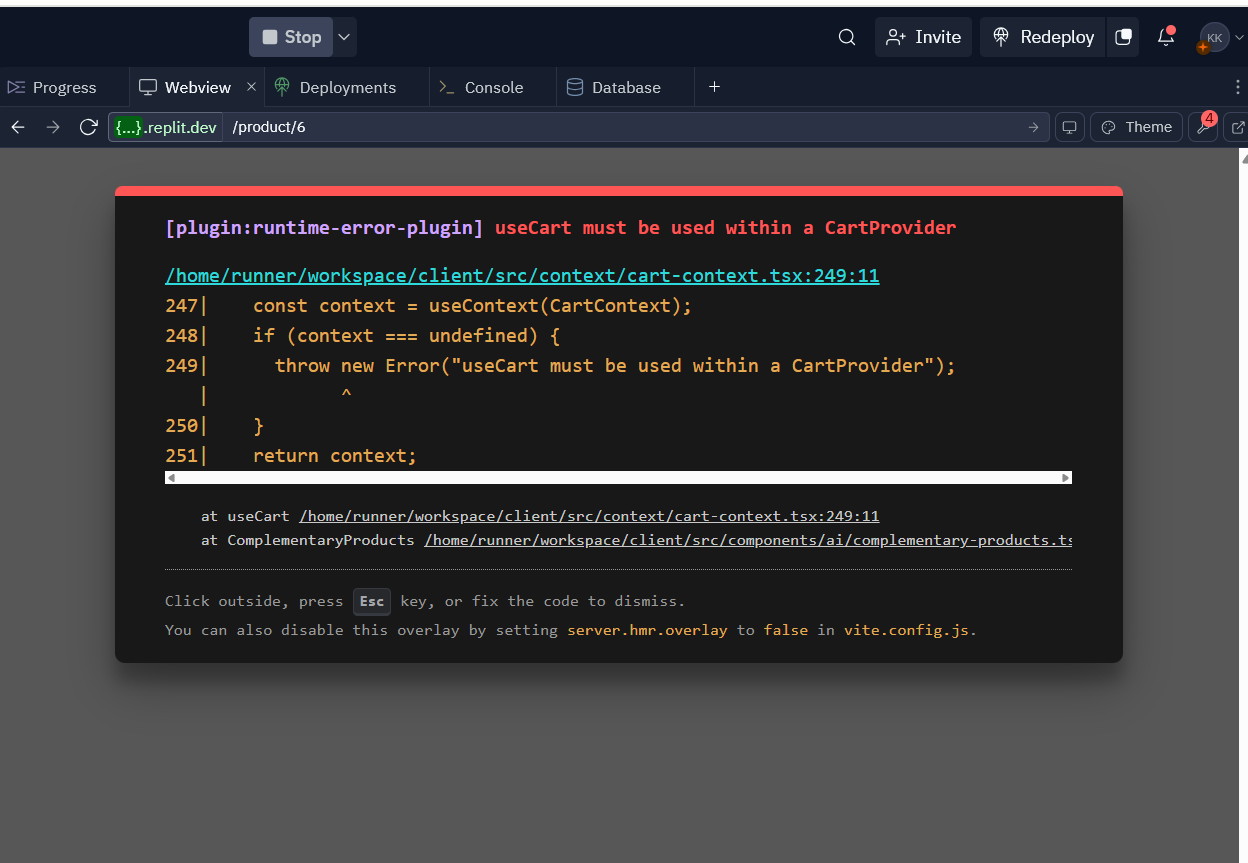 Stop
Invite
Redeploy
KK
Progress
Webview
Deployments
Console
Database
{...}.replit.dev /product/6
Theme
4
[plugin:runtime-error-plugin] useCart must be used within a CartProvider
/home/runner/workspace/client/src/context/cart-context.tsx:249:11
247|    const context = useContext(CartContext);
248|    if (context === undefined) {
249|      throw new Error("useCart must be used within a CartProvider");
|            ^
250|    }
251|    return context;
at useCart /home/runner/workspace/client/src/context/cart-context.tsx:249:11
at ComplementaryProducts /home/runner/workspace/client/src/components/ai/complementary-products.ts
Click outside, press Esc key, or fix the code to dismiss.
You can also disable this overlay by setting server.hmr.overlay to false in vite.config.js.